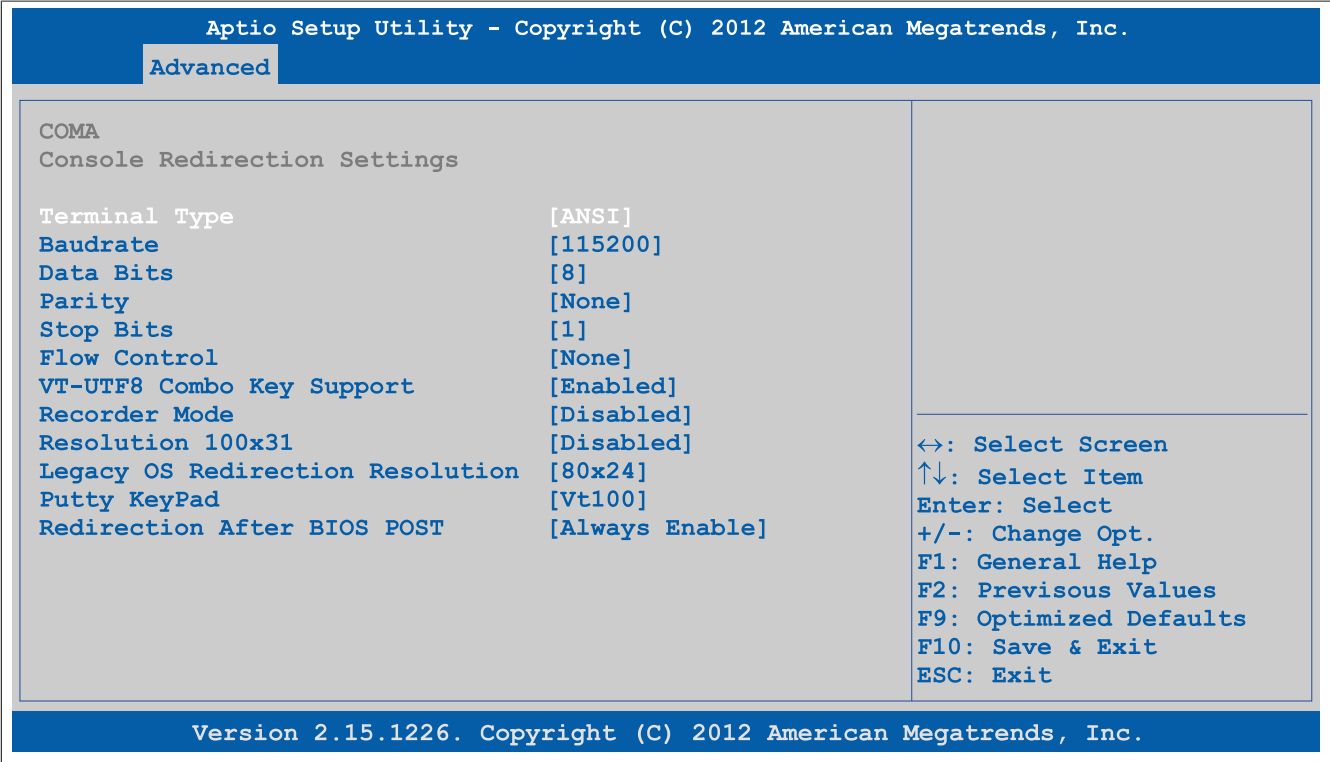 Aptio Setup Utility - Copyright (C) 2012 American Megatrends, Inc.
Advanced
COMA
Console Redirection Settings
Terminal Type [ANSI]
Baudrate [115200]
Data Bits [8]
Parity [None]
Stop Bits [1]
Flow Control [None]
VT-UTF8 Combo Key Support [Enabled]
Recorder Mode [Disabled]
Resolution 100x31 [Disabled]
Legacy OS Redirection Resolution [80x24]
Putty KeyPad [Vt100]
Redirection After BIOS POST [Always Enable]
↔: Select Screen
↑↓: Select Item
Enter: Select
+/-: Change Opt.
F1: General Help
F2: Previsous Values
F9: Optimized Defaults
F10: Save & Exit
ESC: Exit
Version 2.15.1226. Copyright (C) 2012 American Megatrends, Inc.